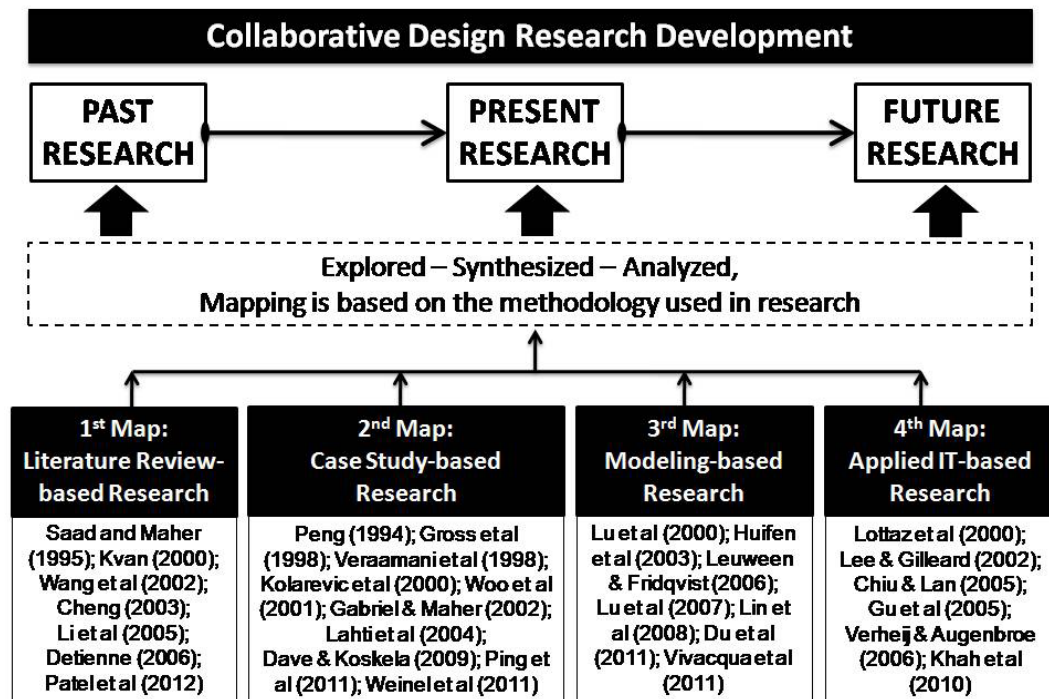 Collaborative Design Research Development
PAST
RESEARCH
PRESENT
RESEARCH
FUTURE
RESEARCH
Explored – Synthesized – Analyzed,
Mapping is based on the methodology used in research
1st Map:
Literature Review-
based Research
Saad and Maher
(1995); Kvan (2000);
Wang et al (2002);
Cheng (2003);
Li et al (2005);
Detienne (2006);
Patel et al (2012)
2nd Map:
Case Study-based
Research
Peng (1994); Gross et al
(1998); Veraamani et al (1998);
Kolarevic et al (2000); Woo et al
(2001); Gabriel & Maher (2002);
Lahti et al (2004);
Dave & Koskela (2009); Ping et
al (2011); Weinel et al (2011)
3rd Map:
Modeling-based
Research
Lu et al (2000); Huifen
et al (2003); Leuween
& Fridqvist (2006);
Lu et al (2007); Lin et
al (2008); Du et al
(2011); Vivacqua et al
(2011)
4th Map:
Applied IT-based
Research
Lottaz et al (2000);
Lee & Gilleard (2002);
Chiu & Lan (2005);
Gu et al (2005);
Verheij & Augenbroe
(2006); Khah et al
(2010)